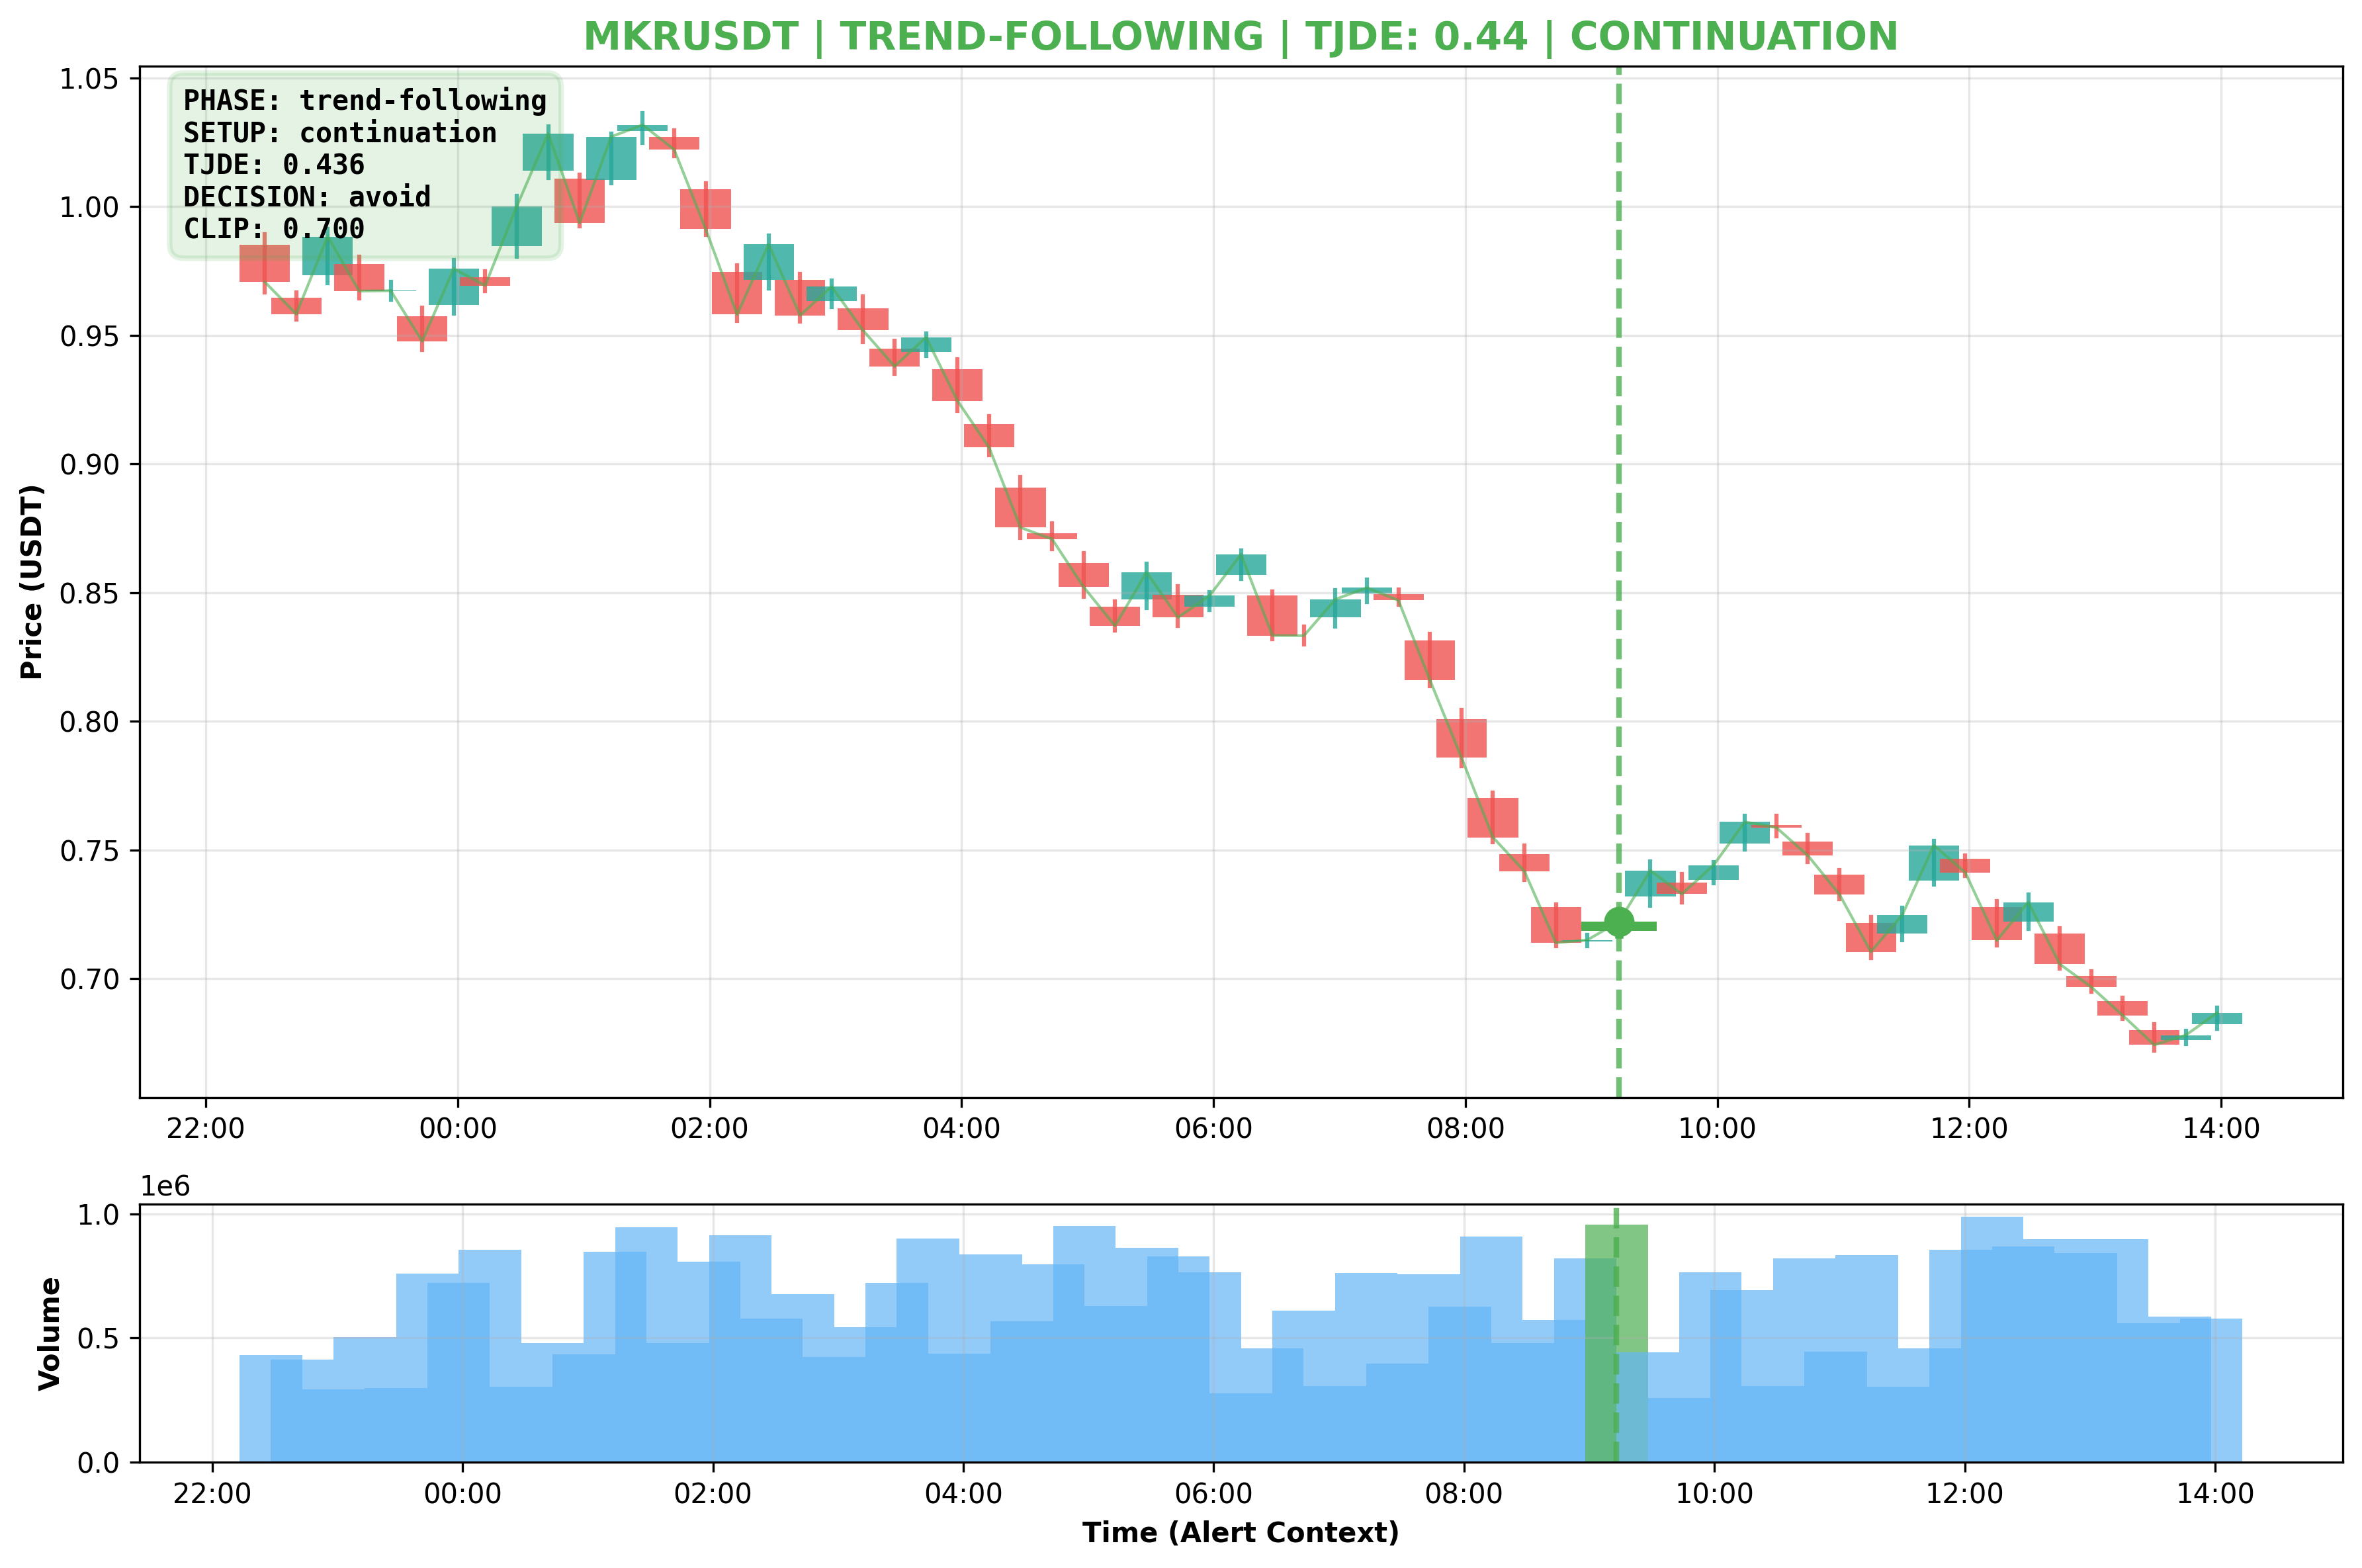 MKRUSDT | TREND-FOLLOWING | TJDE: 0.44 | CONTINUATION
PHASE: trend-following
SETUP: continuation
TJDE: 0.436
DECISION: avoid
CLIP: 0.700
Price (USDT)
1.05
1.00
0.95
0.90
0.85
0.80
0.75
0.70
22:00 00:00 02:00 04:00 06:00 08:00 10:00 12:00 14:00
1e6
Volume
1.0
0.5
0.0
22:00 00:00 02:00 04:00 06:00 08:00 10:00 12:00 14:00
Time (Alert Context)